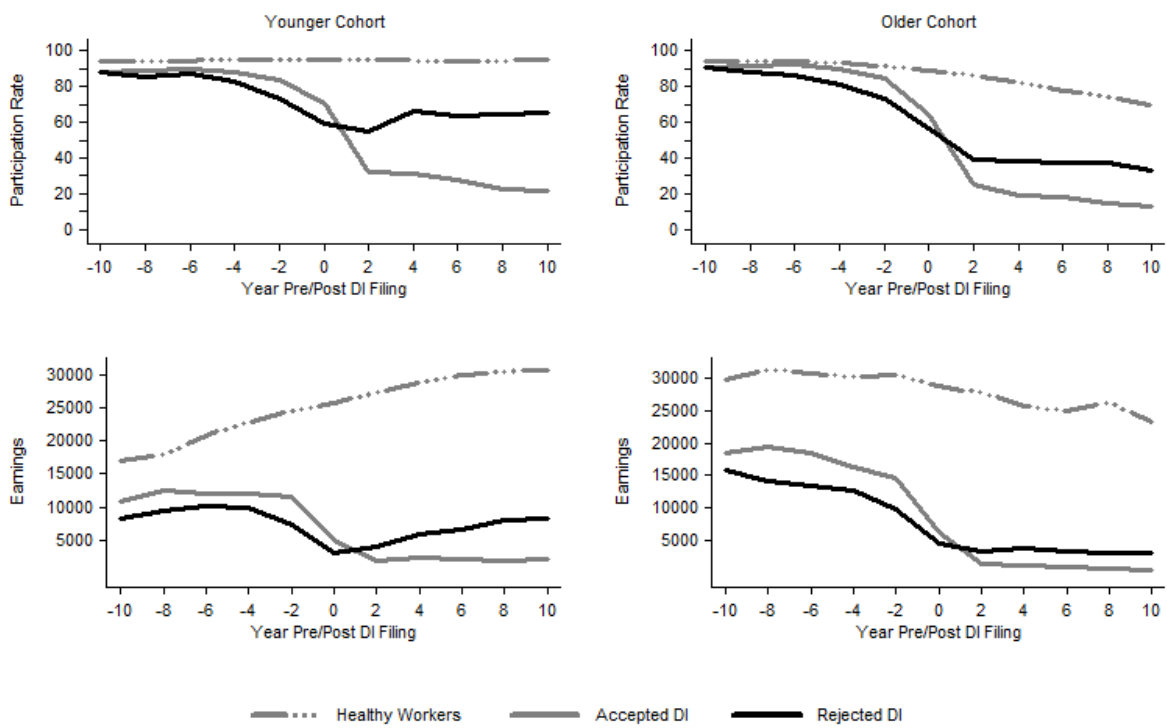 Younger Cohort
Participation Rate
100
80
60
40
20
0
-10 -8 -6 -4 -2 0 2 4 6 8 10
Year Pre/Post DI Filing
Older Cohort
Participation Rate
100
80
60
40
20
0
-10 -8 -6 -4 -2 0 2 4 6 8 10
Year Pre/Post DI Filing
Earnings
30000
25000
20000
15000
10000
5000
-10 -8 -6 -4 -2 0 2 4 6 8 10
Year Pre/Post DI Filing
Earnings
30000
25000
20000
15000
10000
5000
-10 -8 -6 -4 -2 0 2 4 6 8 10
Year Pre/Post DI Filing
Healthy Workers Accepted DI Rejected DI